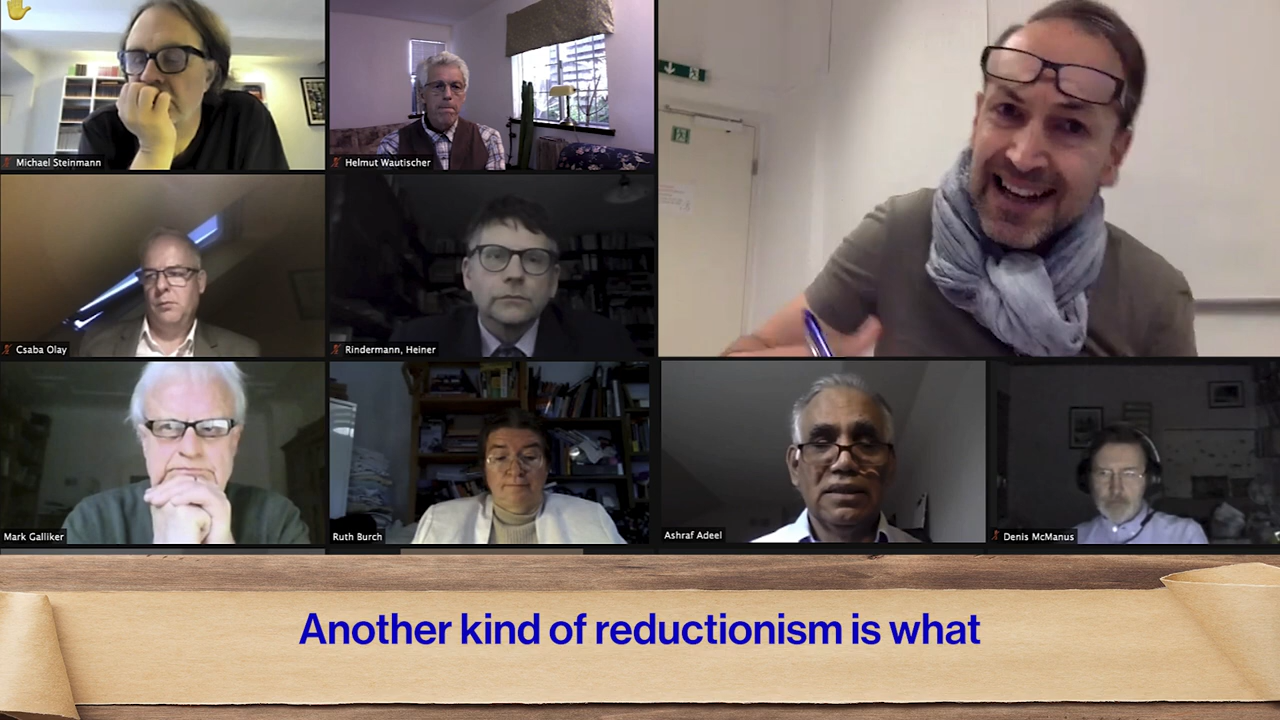 Michael Steinmann
Helmut Wautischer
Csaba Olay
Rindermann, Heiner
Mark Galliker
Ruth Burch
Ashraf Adeel
Denis McManus
Another kind of reductionism is what